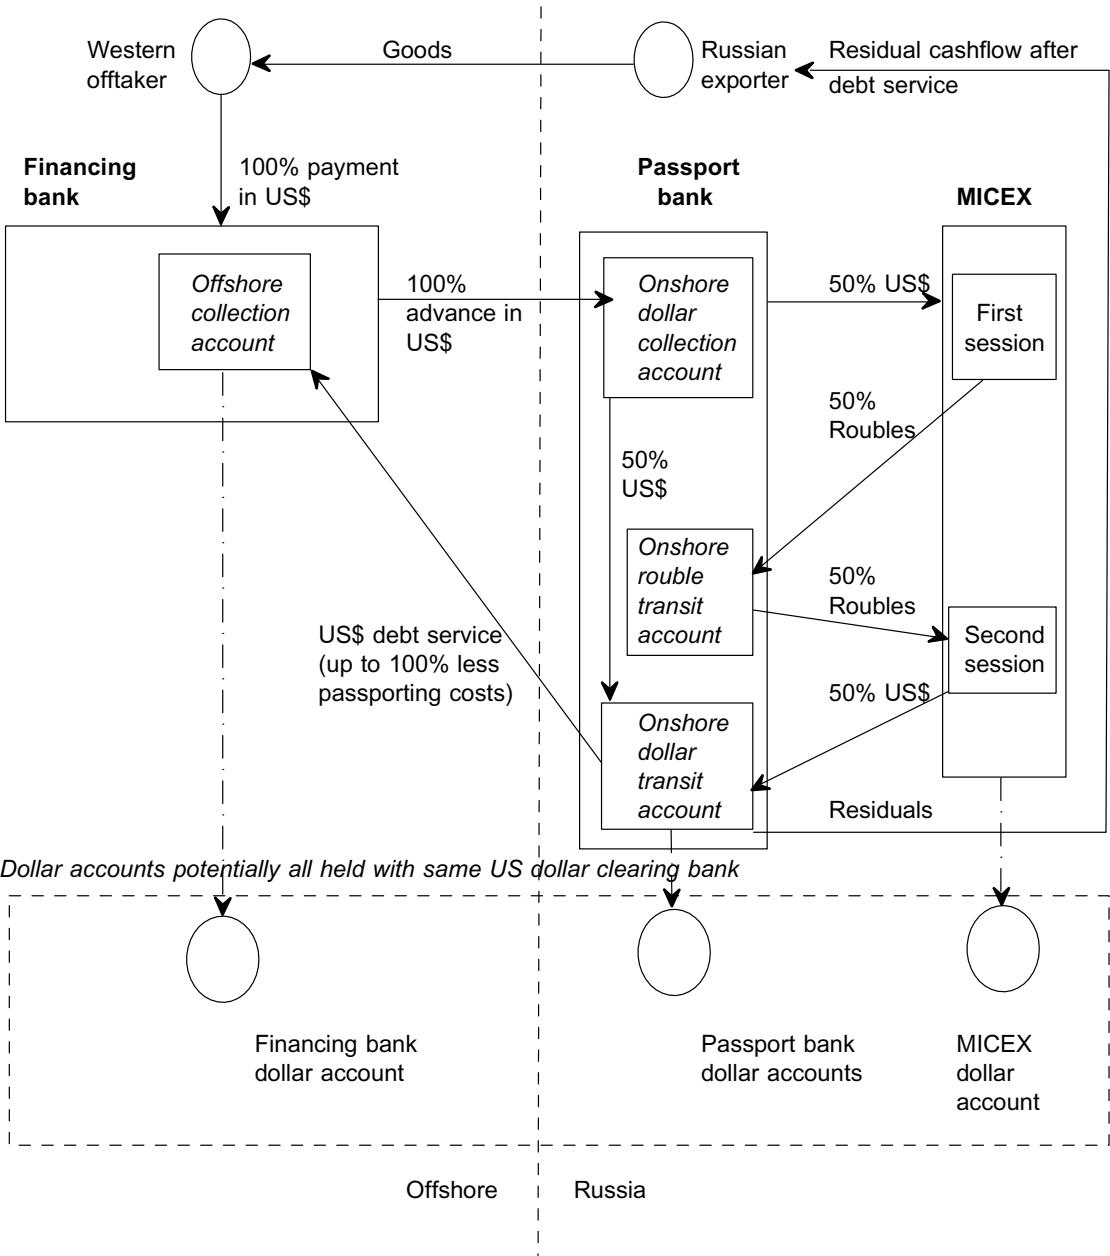 Western
offtaker
Goods
Russian
exporter
Residual cashflow after
debt service
Financing
bank
100% payment
in US$
Passport
bank
MICEX
Offshore
collection
account
100%
advance in
US$
Onshore
dollar
collection
account
50% US$
First
session
50%
Roubles
50%
US$
Onshore
rouble
transit
account
50%
Roubles
Second
session
US$ debt service
(up to 100% less
passporting costs)
50% US$
Onshore
dollar
transit
account
Residuals
Dollar accounts potentially all held with same US dollar clearing bank
Financing bank
dollar account
Passport bank
dollar accounts
MICEX
dollar
account
Offshore
Russia